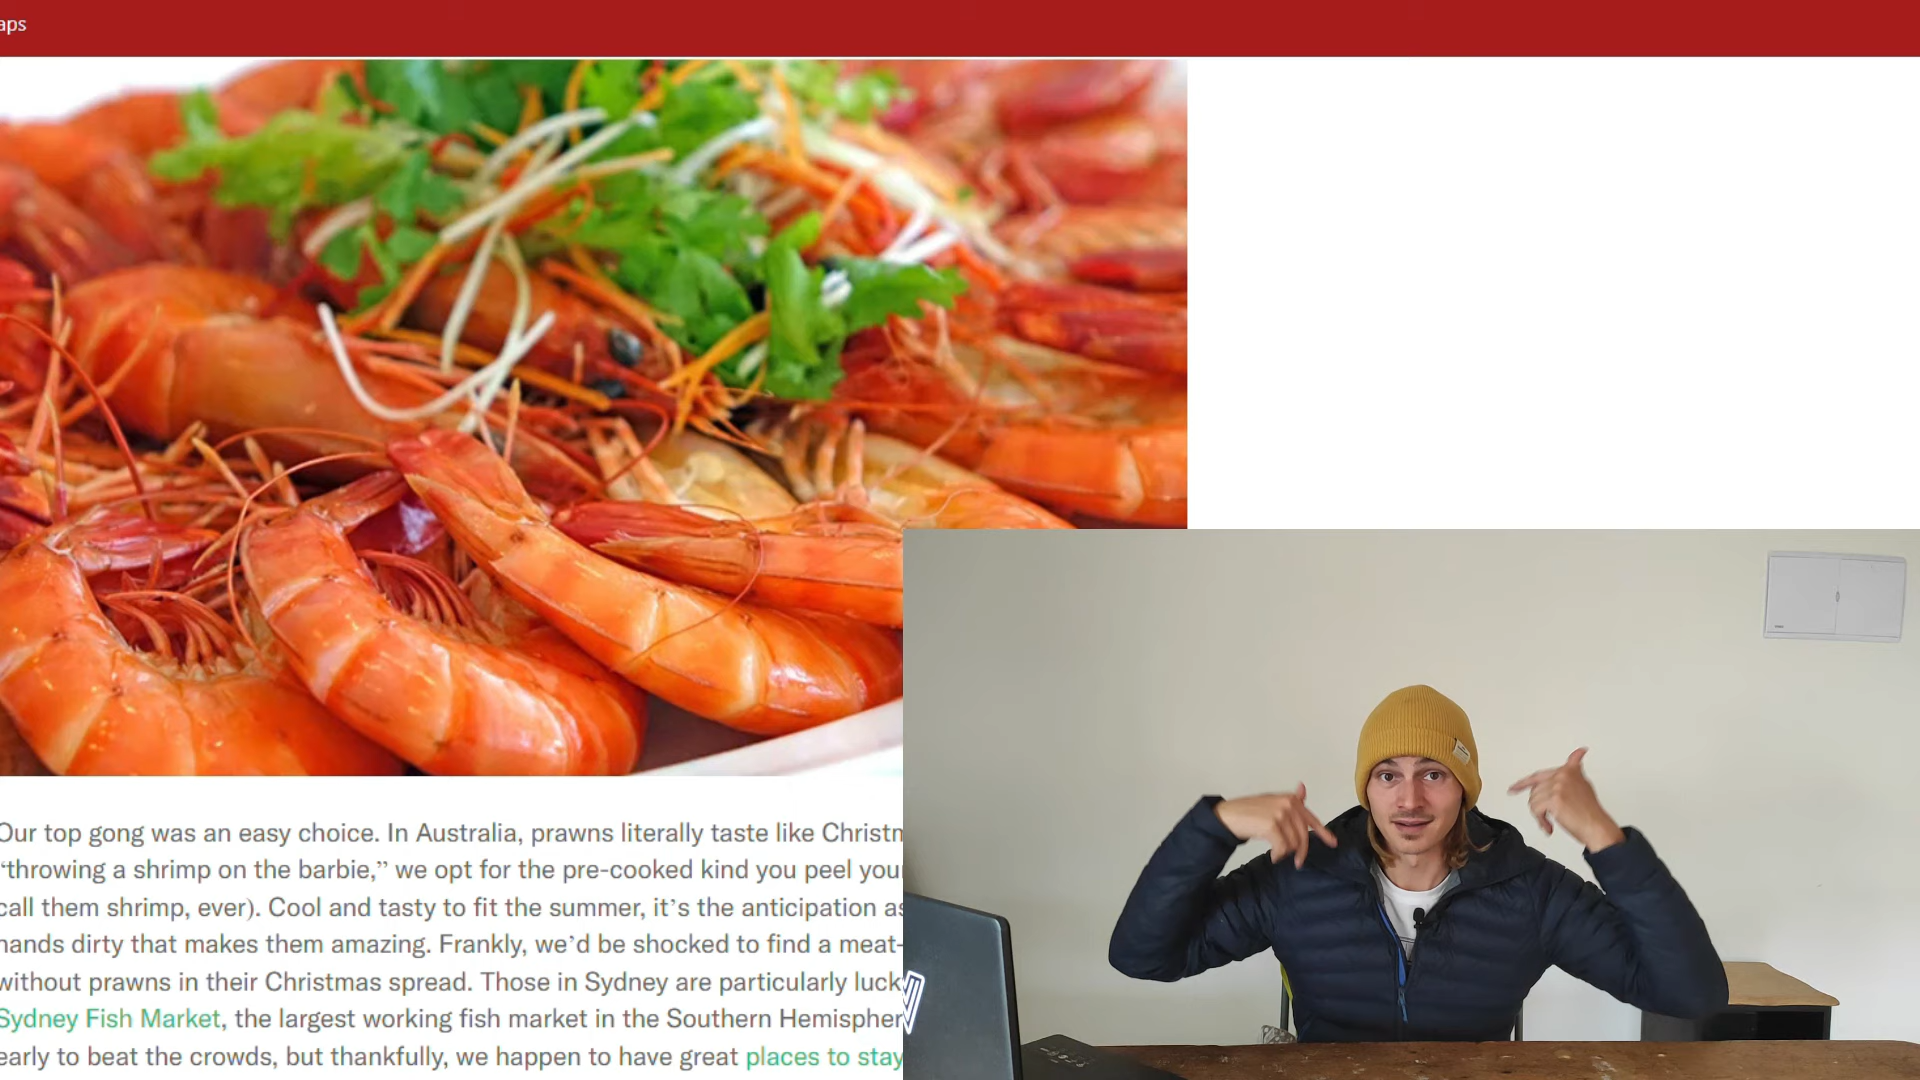 aps
Our top gong was an easy choice. In Australia, prawns literally taste like Christm
“throwing a shrimp on the barbie,” we opt for the pre-cooked kind you peel your
call them shrimp, ever). Cool and tasty to fit the summer, it’s the anticipation as
hands dirty that makes them amazing. Frankly, we’d be shocked to find a meat-
without prawns in their Christmas spread. Those in Sydney are particularly luck
Sydney Fish Market, the largest working fish market in the Southern Hemispher
early to beat the crowds, but thankfully, we happen to have great places to stay